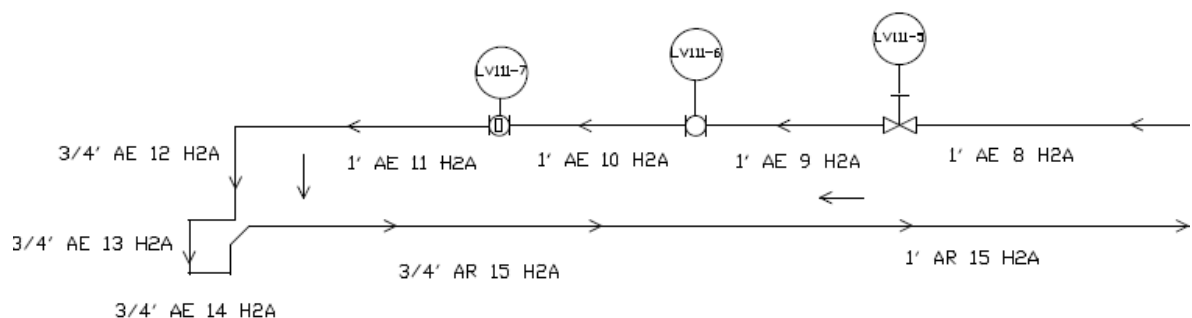 LV111-7
LV111-6
LV111-5
3/4' AE 12 H2A
1' AE 11 H2A
1' AE 10 H2A
1' AE 9 H2A
1' AE 8 H2A
3/4' AE 13 H2A
3/4' AR 15 H2A
1' AR 15 H2A
3/4' AE 14 H2A